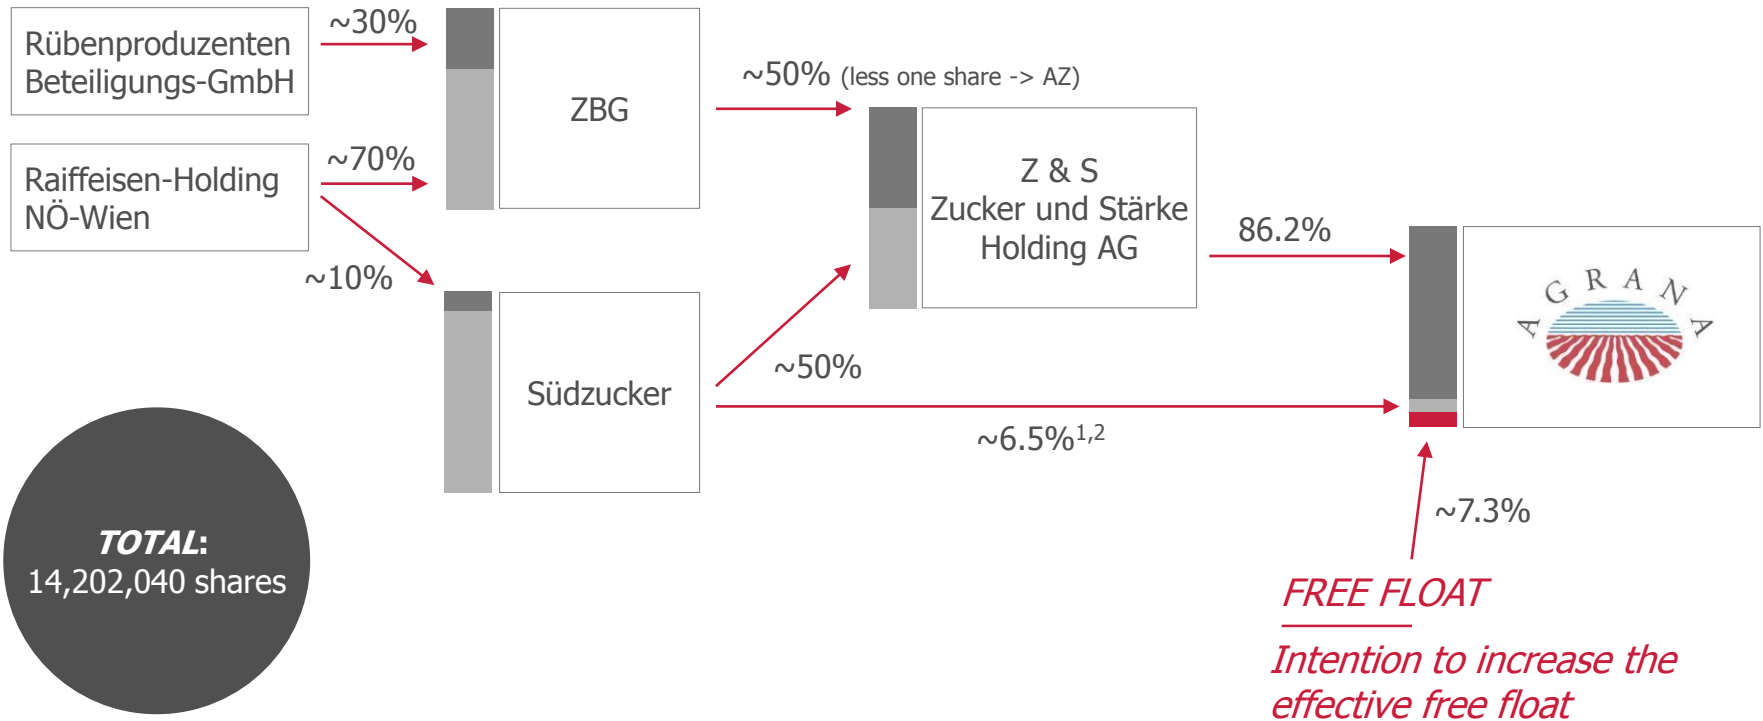 Rübenproduzenten
Beteiligungs-GmbH
~30%
Raiffeisen-Holding
NÖ-Wien
~70%
~10%
ZBG
~50% (less one share -> AZ)
Südzucker
~50%
~6.5%1,2
Z & S
Zucker und Stärke
Holding AG
86.2%
AGRANA
~7.3%
FREE FLOAT
Intention to increase the
effective free float
TOTAL:
14,202,040 shares